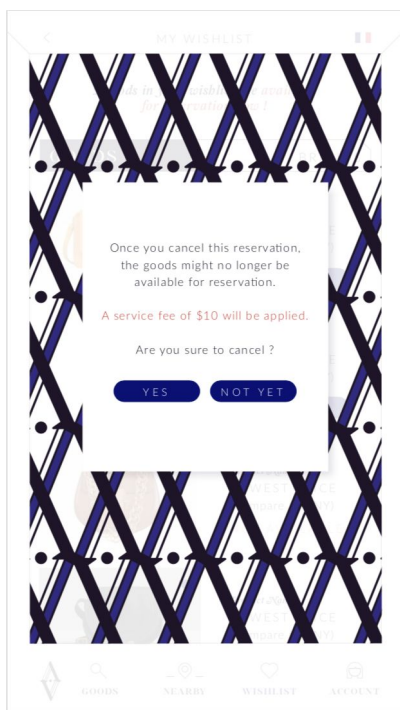 MY WISHLIST
Once you cancel this reservation,
the goods might no longer be
available for reservation.
A service fee of $10 will be applied.
Are you sure to cancel ?
YES
NOT YET
GOODS
NEARBY
WISHLIST
ACCOUNT